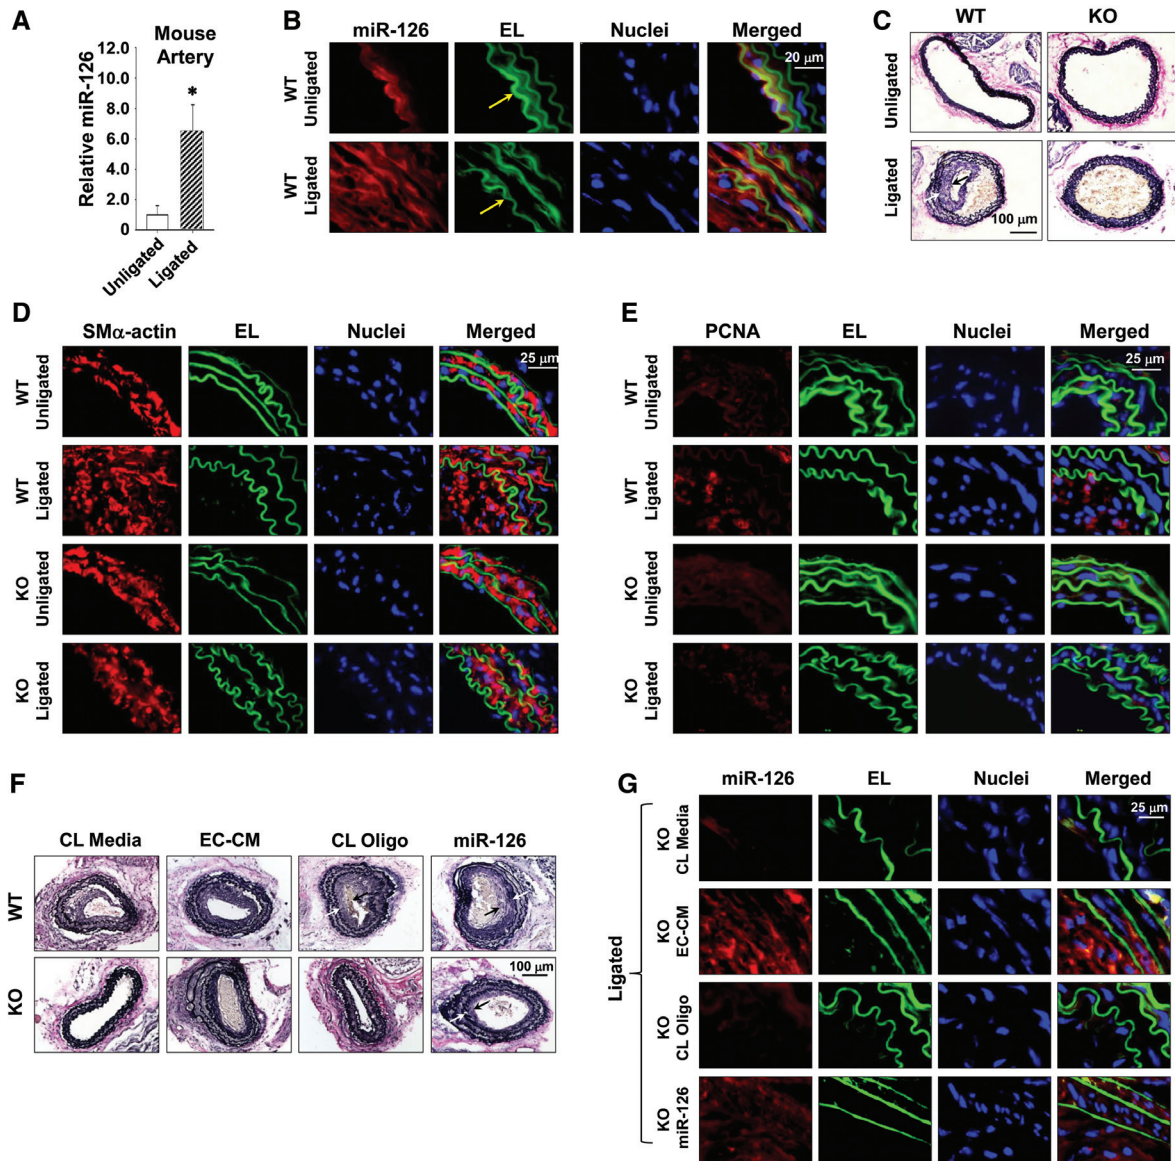 A
Mouse
Artery
Relative miR-126
12.0
10.0
8.0
6.0
4.0
2.0
0
*
Unligated
Ligated
B
miR-126 EL Nuclei Merged
WT
Unligated
20 μm
WT
Ligated
C
WT KO
Unligated
Ligated
100 μm
D
SMα-actin EL Nuclei Merged
WT
Unligated
25 μm
WT
Ligated
KO
Unligated
KO
Ligated
E
PCNA EL Nuclei Merged
WT
Unligated
25 μm
WT
Ligated
KO
Unligated
KO
Ligated
F
CL Media EC-CM CL Oligo miR-126
WT
KO
100 μm
G
miR-126 EL Nuclei Merged
Ligated
KO
CL Media
25 μm
KO
EC-CM
KO
CL Oligo
KO
miR-126